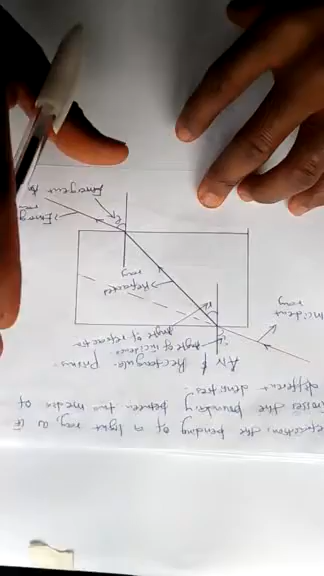 refraction, the bending of a light ray, as it
crosses the boundary between two media of
different densities.
Air & Rectangular Prism.
i = Angle of incidence
Angle of refraction
Incident
ray
r
i
Refracted
ray
e
Emergent
ray
Emergent